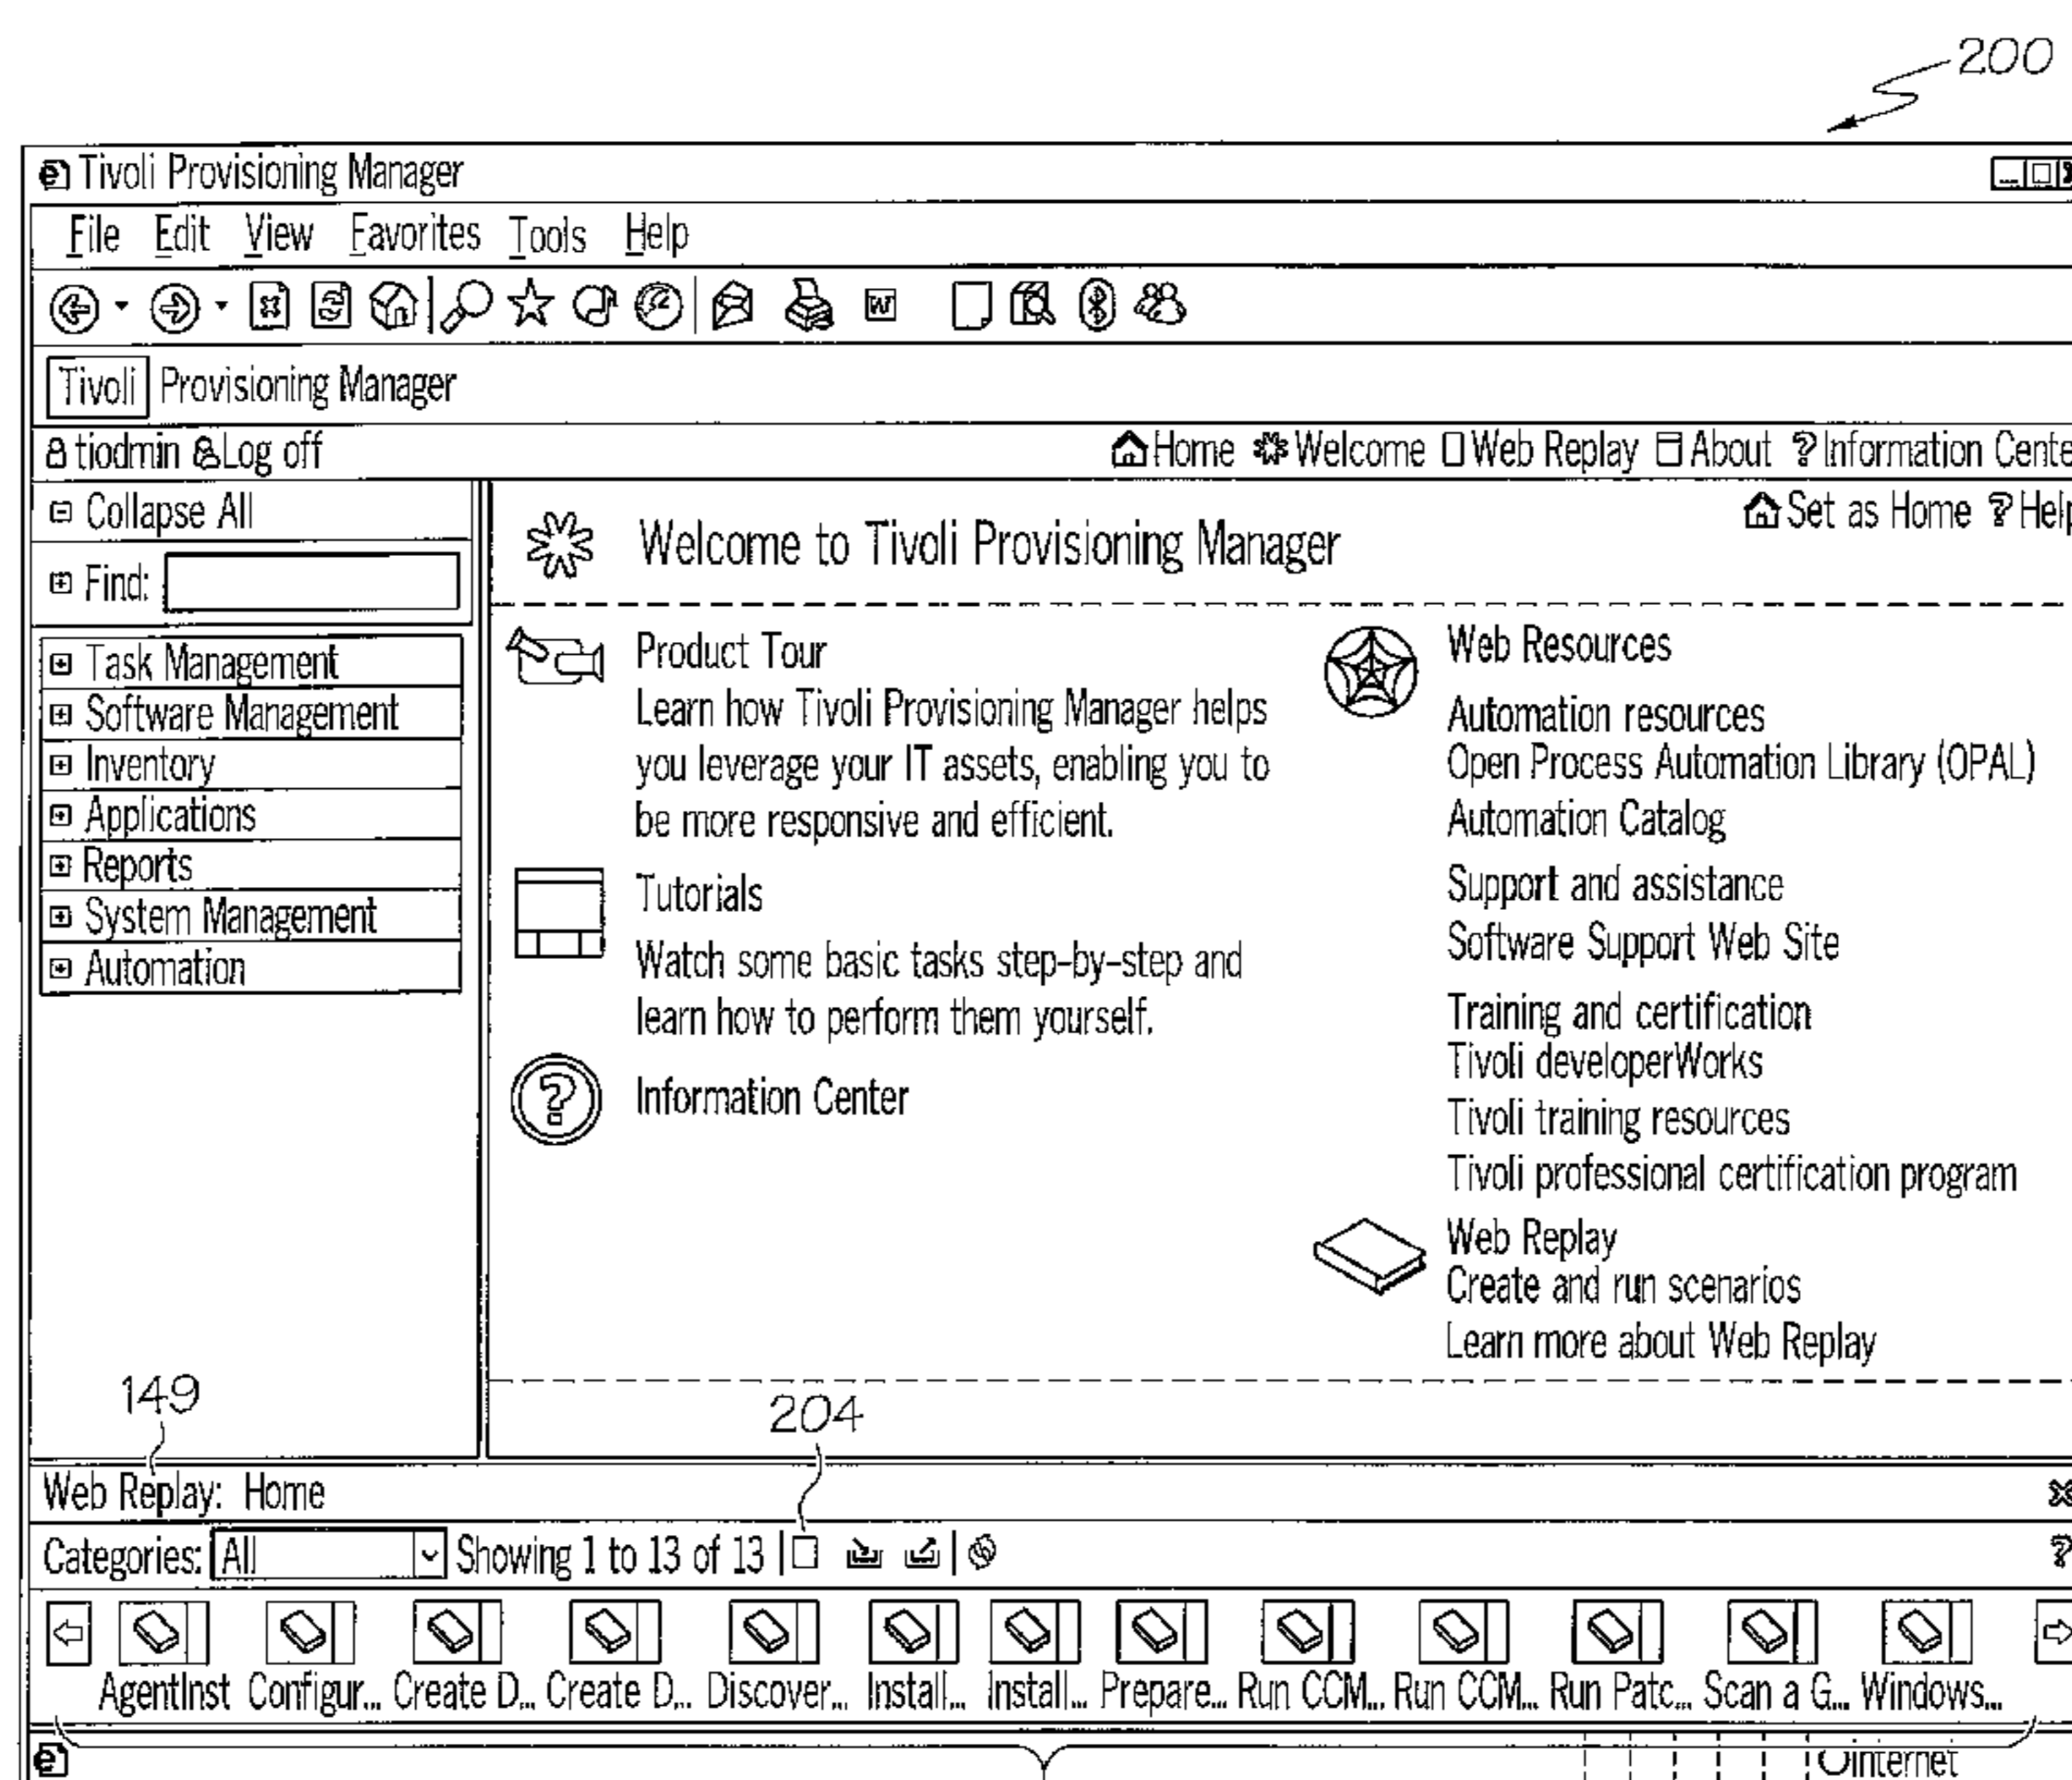 200
Tivoli Provisioning Manager
File Edit View Favorites Tools Help
W
Tivoli Provisioning Manager
tiodmin Log off
Home Welcome Web Replay About ? Information Cente
Collapse All
Set as Home ? Help
Find:
Welcome to Tivoli Provisioning Manager
Task Management
Software Management
Inventory
Applications
Reports
System Management
Automation
Product Tour
Learn how Tivoli Provisioning Manager helps
you leverage your IT assets, enabling you to
be more responsive and efficient.
Tutorials
Watch some basic tasks step-by-step and
learn how to perform them yourself.
? Information Center
Web Resources
Automation resources
Open Process Automation Library (OPAL)
Automation Catalog
Support and assistance
Software Support Web Site
Training and certification
Tivoli developerWorks
Tivoli training resources
Tivoli professional certification program
Web Replay
Create and run scenarios
Learn more about Web Replay
149
204
Web Replay: Home
Categories: All Showing 1 to 13 of 13 ?
AgentInst Configur... Create D... Create D... Discover... Install... Install... Prepare... Run CCM... Run CCM... Run Patc... Scan a G... Windows...
internet